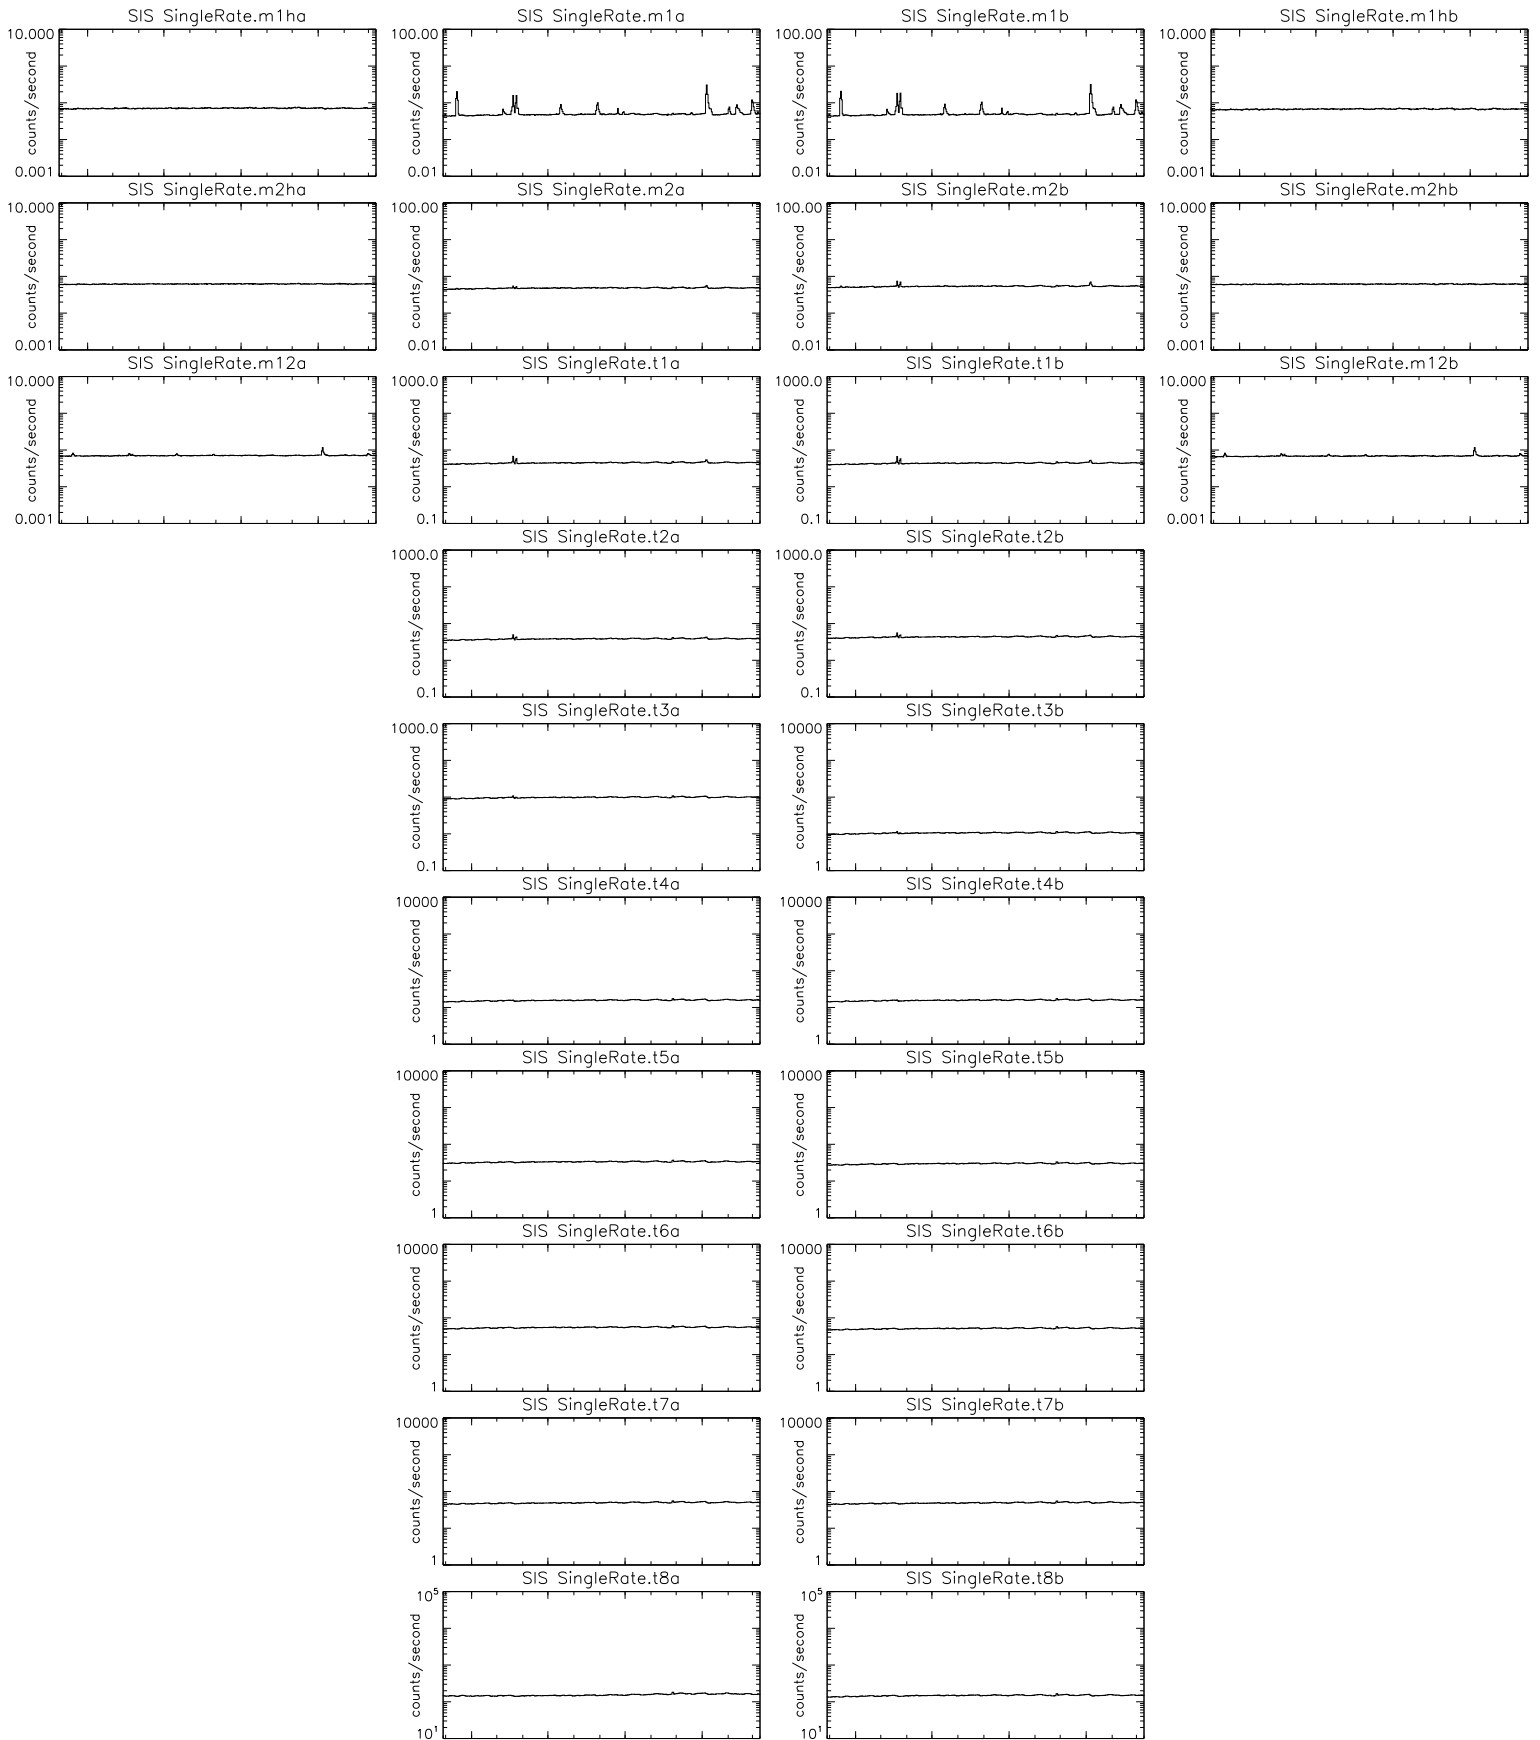 SIS SingleRate.m1ha
10.000
counts/second
0.001
SIS SingleRate.m1a
100.00
counts/second
0.01
SIS SingleRate.m1b
100.00
counts/second
0.01
SIS SingleRate.m1hb
10.000
counts/second
0.001
SIS SingleRate.m2ha
10.000
counts/second
0.001
SIS SingleRate.m2a
100.00
counts/second
0.01
SIS SingleRate.m2b
100.00
counts/second
0.01
SIS SingleRate.m2hb
10.000
counts/second
0.001
SIS SingleRate.m12a
10.000
counts/second
0.001
SIS SingleRate.t1a
1000.0
counts/second
0.1
SIS SingleRate.t1b
1000.0
counts/second
0.1
SIS SingleRate.m12b
10.000
counts/second
0.001
SIS SingleRate.t2a
1000.0
counts/second
0.1
SIS SingleRate.t2b
1000.0
counts/second
0.1
SIS SingleRate.t3a
1000.0
counts/second
0.1
SIS SingleRate.t3b
10000
counts/second
1
SIS SingleRate.t4a
10000
counts/second
1
SIS SingleRate.t4b
10000
counts/second
1
SIS SingleRate.t5a
10000
counts/second
1
SIS SingleRate.t5b
10000
counts/second
1
SIS SingleRate.t6a
10000
counts/second
1
SIS SingleRate.t6b
10000
counts/second
1
SIS SingleRate.t7a
10000
counts/second
1
SIS SingleRate.t7b
10000
counts/second
1
SIS SingleRate.t8a
10⁵
counts/second
10¹
SIS SingleRate.t8b
10⁵
counts/second
10¹